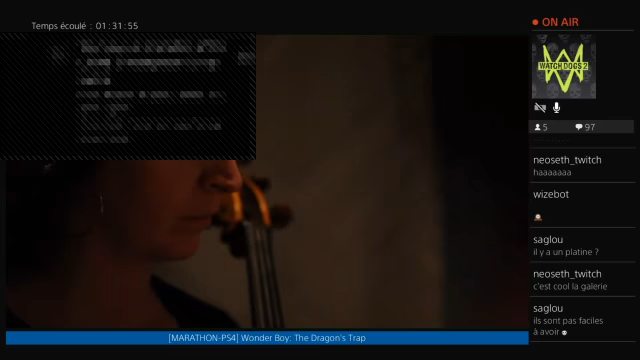 Temps écoulé : 01:31:55
ON AIR
WATCH DOGS 2
5 97
neoseth_twitch
haaaaaaa
wizebot
saglou
il y a un platine ?
neoseth_twitch
c'est cool la galerie
saglou
ils sont pas faciles
à avoir
[MARATHON-PS4] Wonder Boy: The Dragon's Trap